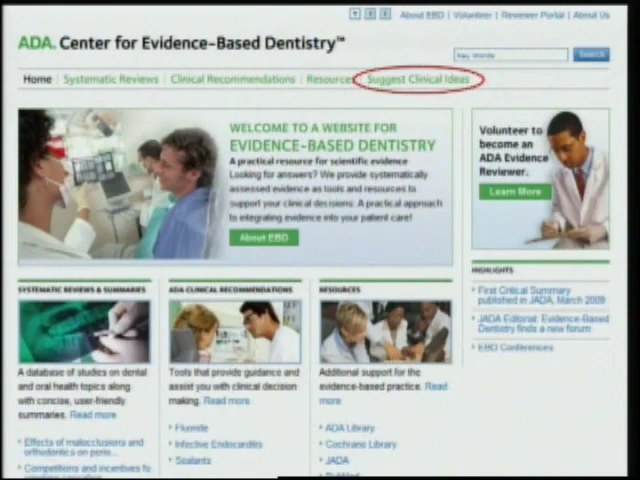 About EBD | Volunteer | Reviewer Portal | About Us
ADA. Center for Evidence-Based Dentistry™
Key Words
Search
Home | Systematic Reviews | Clinical Recommendations | Resources | Suggest Clinical Ideas
WELCOME TO A WEBSITE FOR
EVIDENCE-BASED DENTISTRY
A practical resource for scientific evidence
Looking for answers? We provide systematically
assessed evidence as tools and resources to
support your clinical decisions. A practical approach
to integrating evidence into your patient care!
About EBD
Volunteer to
become an
ADA Evidence
Reviewer.
Learn More
SYSTEMATIC REVIEWS & SUMMARIES
A database of studies on dental
and oral health topics along
with concise, user-friendly
summaries. Read more
Effects of malocclusions and
orthodontics on perio...
Competitions and incentives fo
ADA CLINICAL RECOMMENDATIONS
Tools that provide guidance and
assist you with clinical decision
making. Read more
Fluoride
Infective Endocarditis
Sealants
RESOURCES
Additional support for the
evidence-based practice. Read
more
ADA Library
Cochrane Library
JADA
PubMed
HIGHLIGHTS
First Critical Summary
published in JADA, March 2009
JADA Editorial: Evidence-Based
Dentistry finds a new forum
EBD Conferences